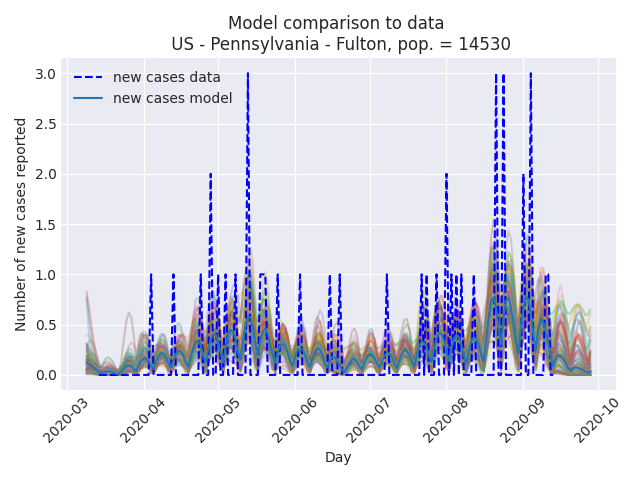 Model comparison to data
US - Pennsylvania - Fulton, pop. = 14530
new cases data
new cases model
Number of new cases reported
3.0
2.5
2.0
1.5
1.0
0.5
0.0
2020-03
2020-04
2020-05
2020-06
2020-07
2020-08
2020-09
2020-10
Day